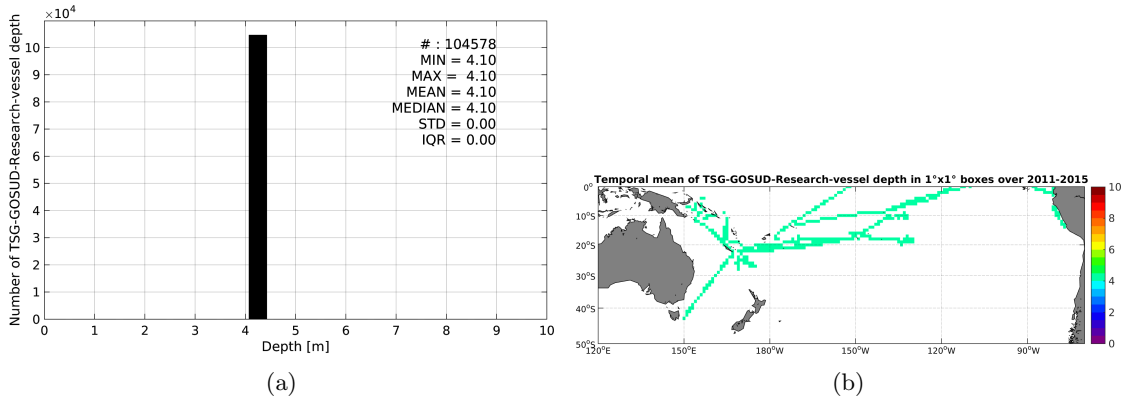 ×10⁴
Number of TSG-GOSUD-Research-vessel depth
10
9
8
7
6
5
4
3
2
1
0
# : 104578
MIN = 4.10
MAX = 4.10
MEAN = 4.10
MEDIAN = 4.10
STD = 0.00
IQR = 0.00
0 1 2 3 4 5 6 7 8 9 10
Depth [m]
(a)
Temporal mean of TSG-GOSUD-Research-vessel depth in 1°x1° boxes over 2011-2015
0°
10°S
20°S
30°S
40°S
50°S
120°E 150°E 180°W 150°W 120°W 90°W
10
8
6
4
2
0
(b)